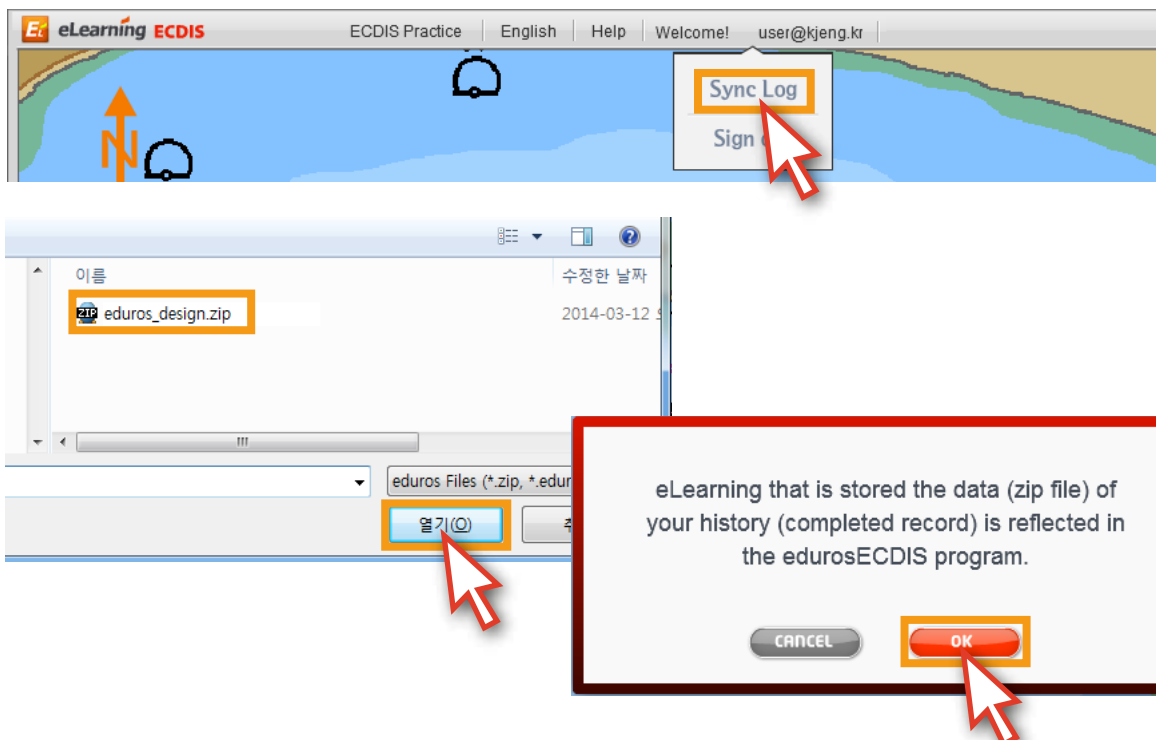 Ec eLearning ECDIS ECDIS Practice English Help Welcome! user@kjeng.kr
Sync Log
Sign
N
이름 수정한 날짜
ZIP eduros_design.zip 2014-03-12
eduros Files (*.zip, *.edur
열기(O)
eLearning that is stored the data (zip file) of
your history (completed record) is reflected in
the edurosECDIS program.
CANCEL OK